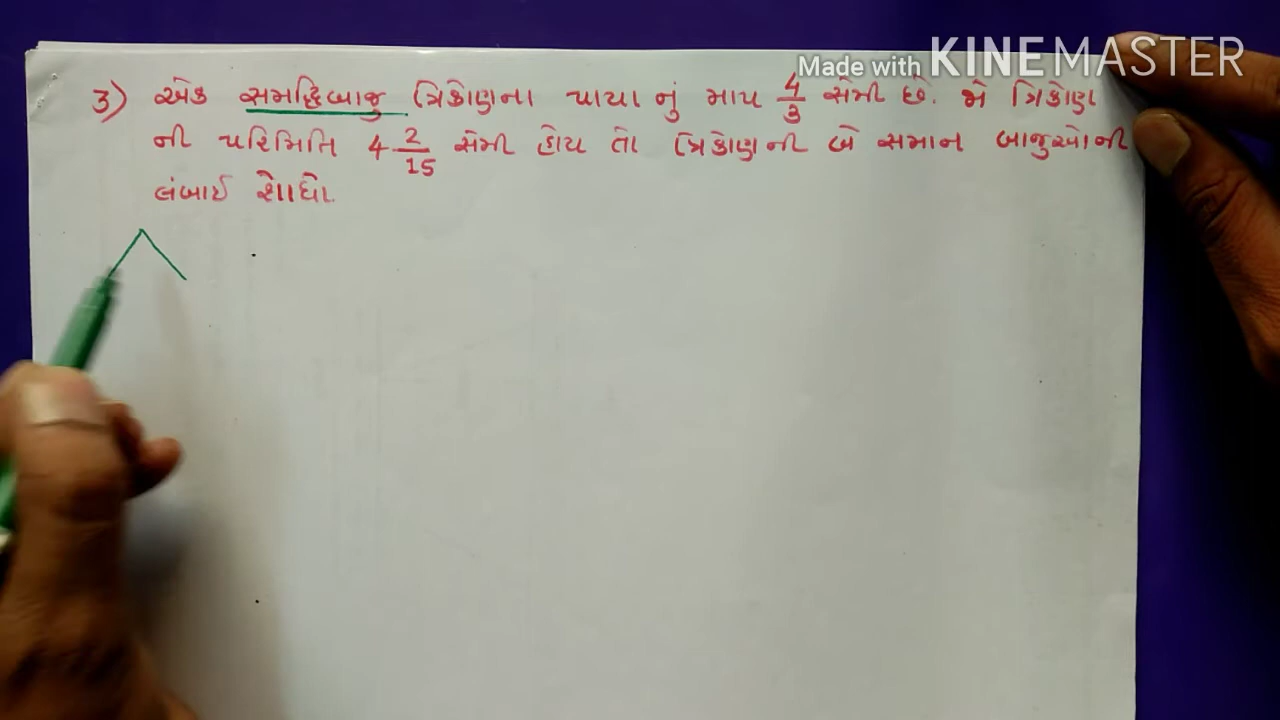 Made with KINEMASTER
3) એક સમદ્વિબાજુ ત્રિકોણના પાયા નું માપ 4/3 સેમી છે. જો ત્રિકોણ
ની પરિમિતિ 4 2/15 સેમી હોય તો ત્રિકોણની બે સમાન બાજુઓની
લંબાઈ શોધો.